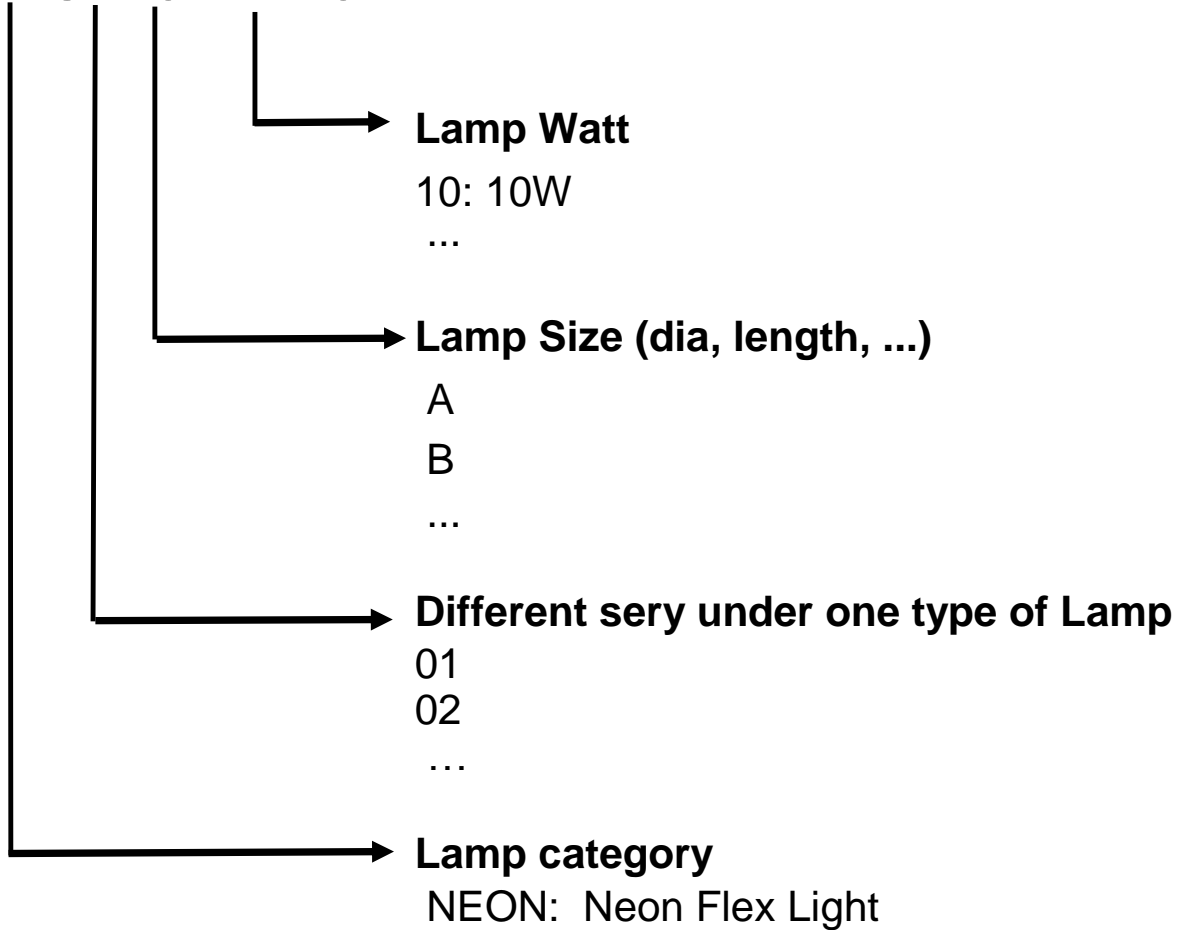 Lamp Watt
10: 10W
...
Lamp Size (dia, length, ...)
A
B
...
Different sery under one type of Lamp
01
02
...
Lamp category
NEON: Neon Flex Light